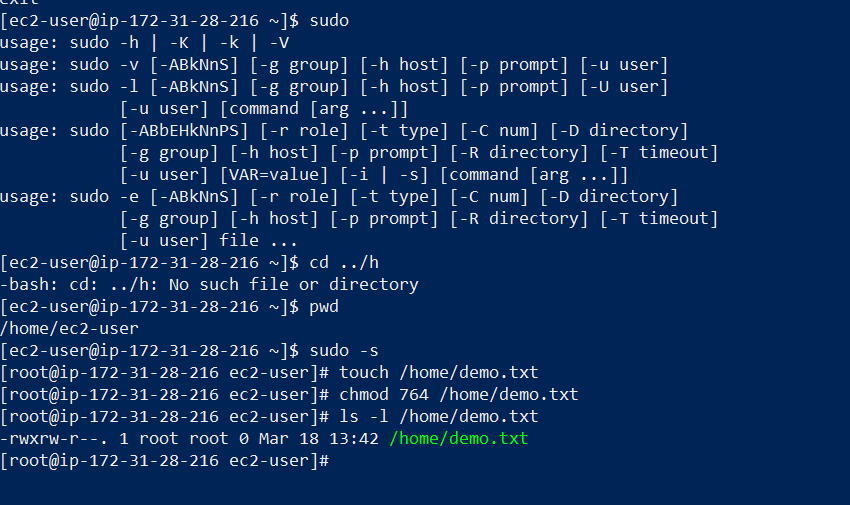 exit
[ec2-user@ip-172-31-28-216 ~]$ sudo
usage: sudo -h | -K | -k | -V
usage: sudo -v [-ABkNnS] [-g group] [-h host] [-p prompt] [-u user]
usage: sudo -l [-ABkNnS] [-g group] [-h host] [-p prompt] [-U user]
            [-u user] [command [arg ...]]
usage: sudo [-ABbEHkNnPS] [-r role] [-t type] [-C num] [-D directory]
            [-g group] [-h host] [-p prompt] [-R directory] [-T timeout]
            [-u user] [VAR=value] [-i | -s] [command [arg ...]]
usage: sudo -e [-ABkNnS] [-r role] [-t type] [-C num] [-D directory]
            [-g group] [-h host] [-p prompt] [-R directory] [-T timeout]
            [-u user] file ...
[ec2-user@ip-172-31-28-216 ~]$ cd ../h
-bash: cd: ../h: No such file or directory
[ec2-user@ip-172-31-28-216 ~]$ pwd
/home/ec2-user
[ec2-user@ip-172-31-28-216 ~]$ sudo -s
[root@ip-172-31-28-216 ec2-user]# touch /home/demo.txt
[root@ip-172-31-28-216 ec2-user]# chmod 764 /home/demo.txt
[root@ip-172-31-28-216 ec2-user]# ls -l /home/demo.txt
-rwxrw-r--. 1 root root 0 Mar 18 13:42 /home/demo.txt
[root@ip-172-31-28-216 ec2-user]#